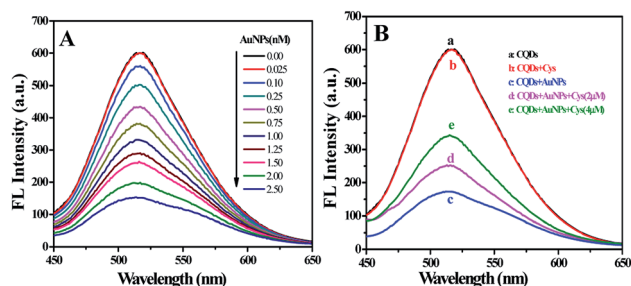 A
AuNPs(nM)
0.00
0.025
0.10
0.25
0.50
0.75
1.00
1.25
1.50
2.00
2.50
FL Intensity (a.u.)
700
600
500
400
300
200
100
0
450
500
550
600
650
Wavelength (nm)
B
a: CQDs
b: CQDs+Cys
c: CQDs+AuNPs
d: CQDs+AuNPs+Cys(2μM)
e: CQDs+AuNPs+Cys(4μM)
a
b
e
d
c
FL Intensity (a.u.)
700
600
500
400
300
200
100
0
450
500
550
600
650
Wavelength (nm)